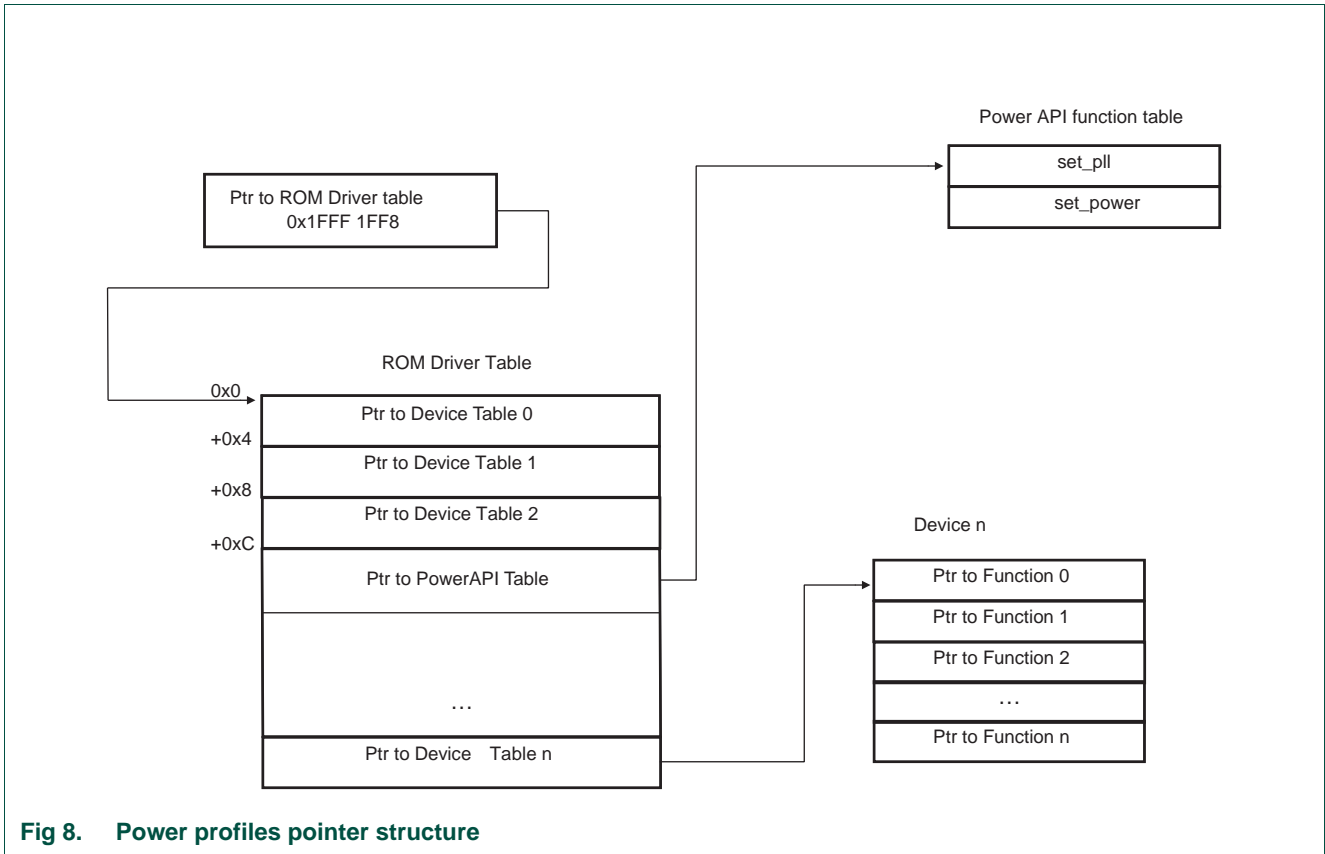 Power API function table
set_pll
set_power
Ptr to ROM Driver table
0x1FFF 1FF8
ROM Driver Table
0x0
Ptr to Device Table 0
+0x4
Ptr to Device Table 1
+0x8
Ptr to Device Table 2
+0xC
Ptr to PowerAPI Table
…
Ptr to Device Table n
Device n
Ptr to Function 0
Ptr to Function 1
Ptr to Function 2
…
Ptr to Function n
Fig 8. Power profiles pointer structure